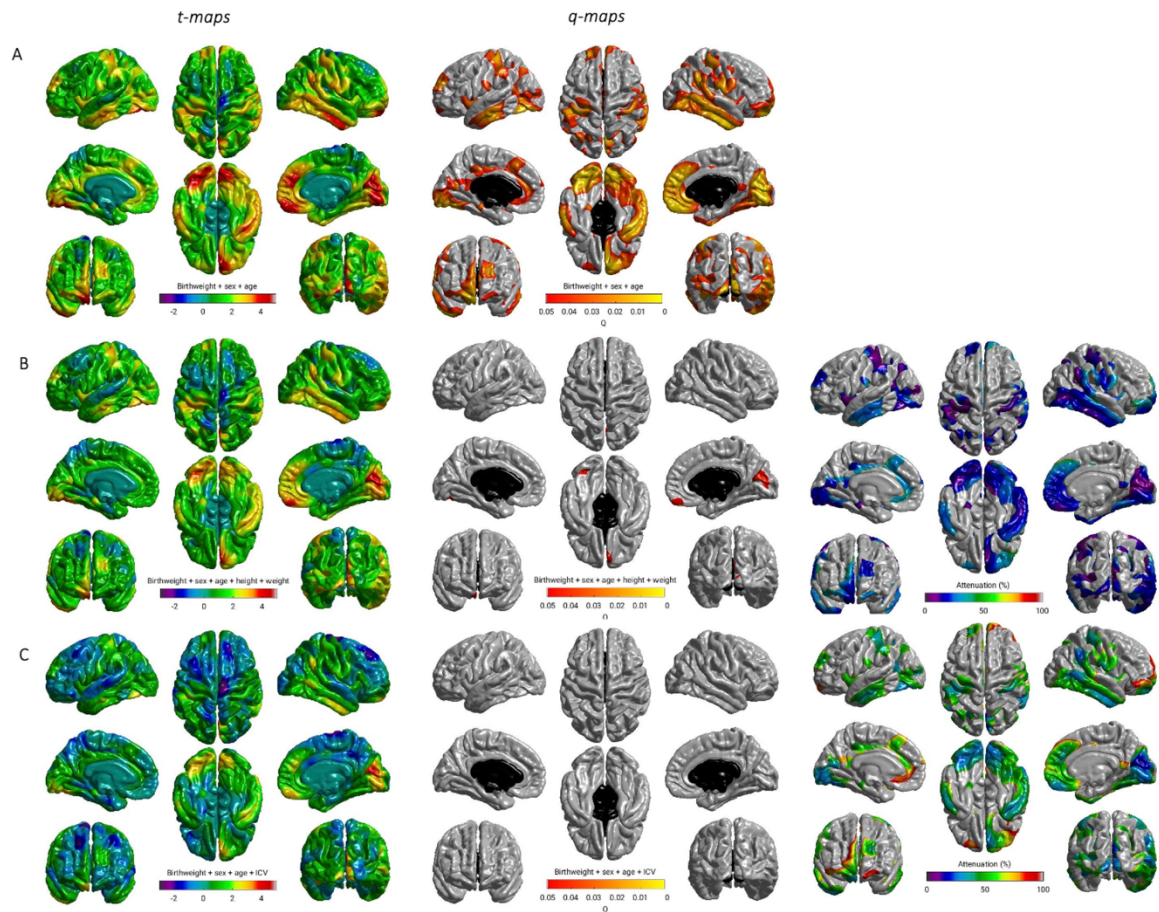 t-maps q-maps
A
Birthweight + sex + age
-2 0 2 4
Birthweight + sex + age
0.05 0.04 0.03 0.02 0.01 0
Q
B
Birthweight + sex + age + height + weight
-2 0 2 4
Birthweight + sex + age + height + weight
0.05 0.04 0.03 0.02 0.01 0
Attenuation (%)
0 50 100
C
Birthweight + sex + age + ICV
-2 0 2 4
Birthweight + sex + age + ICV
0.05 0.04 0.03 0.02 0.01 0
Attenuation (%)
0 50 100